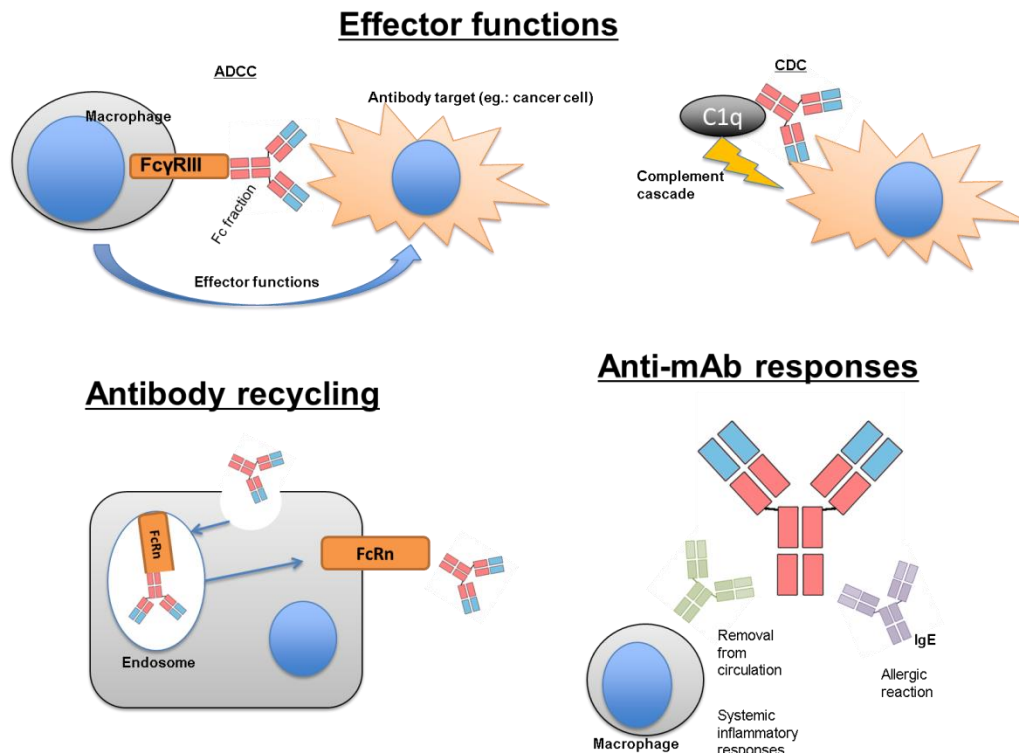 Effector functions
ADCC
Macrophage
FcγRIII
Fc fraction
Antibody target (eg.: cancer cell)
Effector functions
CDC
C1q
Complement
cascade
Antibody recycling
FcRn
Endosome
FcRn
Anti-mAb responses
Removal
from
circulation
Systemic
inflammatory
responses
Macrophage
IgE
Allergic
reaction